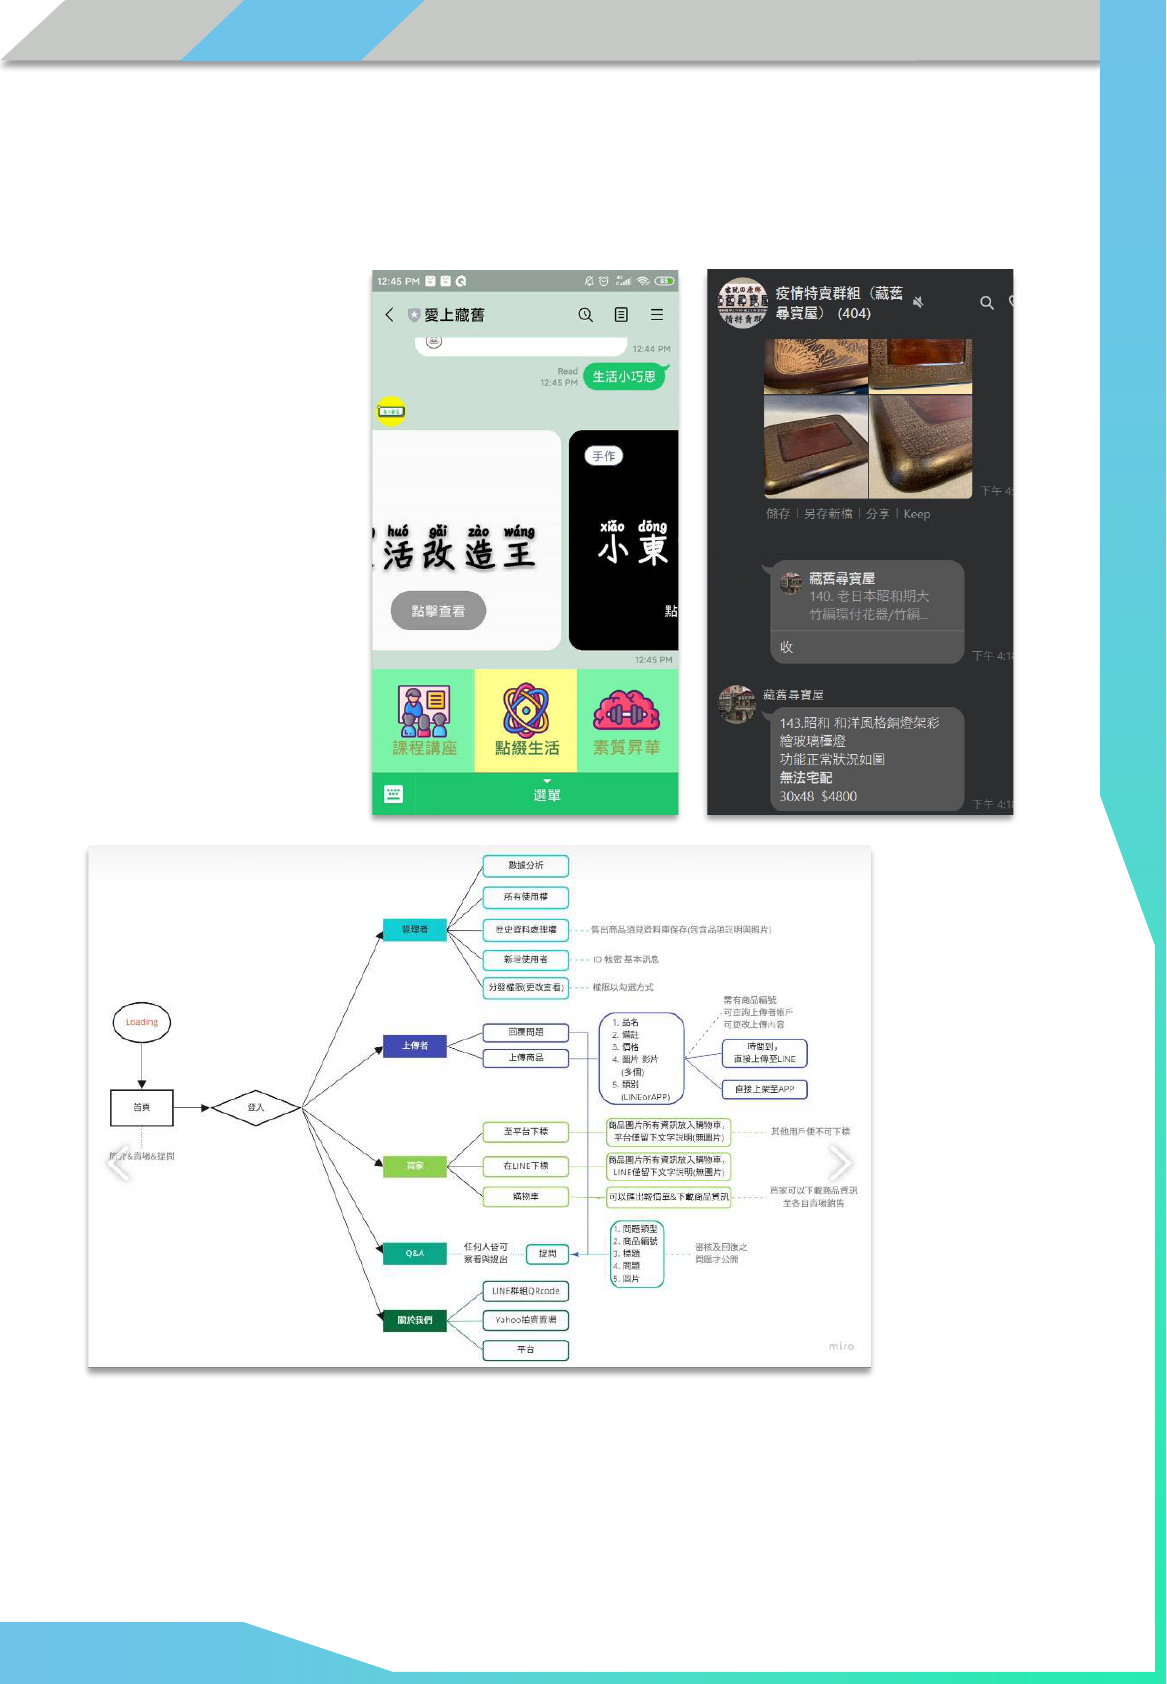 12:45 PM
愛上藏舊
12:44 PM
Read
12:45 PM
生活小巧思
手作
huó gǎi zào wáng
活改造王
xiǎo dōng
小東
點擊查看
點
12:45 PM
課程講座
點綴生活
素質昇華
選單
疫情特賣群組（藏舊
尋寶屋） (404)
下午 4:
儲存｜另存新檔｜分享｜Keep
藏舊尋寶屋
140. 老日本昭和期大
竹編環付花器/竹編...
收
下午 4:18
藏舊尋寶屋
143.昭和 和洋風格銅燈架彩
繪玻璃檯燈
功能正常狀況如圖
無法宅配
30x48 $4800
下午 4:18
Loading
首頁
簡介&賣場&提問
登入
管理者
數據分析
所有使用權
歷史資料處理權
售出商品須見資料庫保存(包含品項說明與照片)
新增使用者
ID 帳密 基本訊息
分發權限(更改查看)
權限以勾選方式
上傳者
回覆問題
上傳商品
1. 品名
2. 備註
3. 價格
4. 圖片 影片
(多個)
5. 類別
(LINEorAPP)
需有商品編號
可查詢上傳者帳戶
可更改上傳內容
時間到，
直接上傳至LINE
直接上架至APP
買家
至平台下標
商品圖片所有資訊放入購物車，
平台僅留下文字說明(無圖片)
其他用戶便不可下標
在LINE下標
商品圖片所有資訊放入購物車，
LINE僅留下文字說明(無圖片)
購物車
可以匯出報價單&下載商品資訊
買家可以下載商品資訊
至各自賣場銷售
Q&A
任何人皆可
察看與提出
提問
1. 問題類型
2. 商品編號
3. 標題
4. 問題
5. 圖片
審核及回復之
問題才公開
關於我們
LINE群組QRcode
Yahoo拍賣賣場
平台
miro